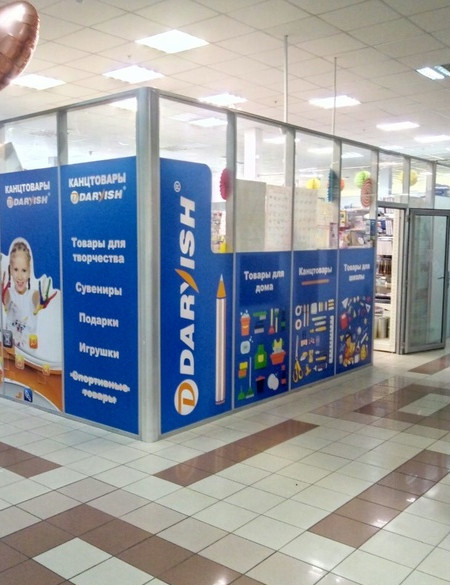 КАНЦТОВАРЫ
DARVISH®
КАНЦТОВАРЫ
DARVISH®
Товары для
творчества
Сувениры
Подарки
Игрушки
Спортивные
товары
DARVISH®
Товары для
дома
Канцтовары
Товары для
школы